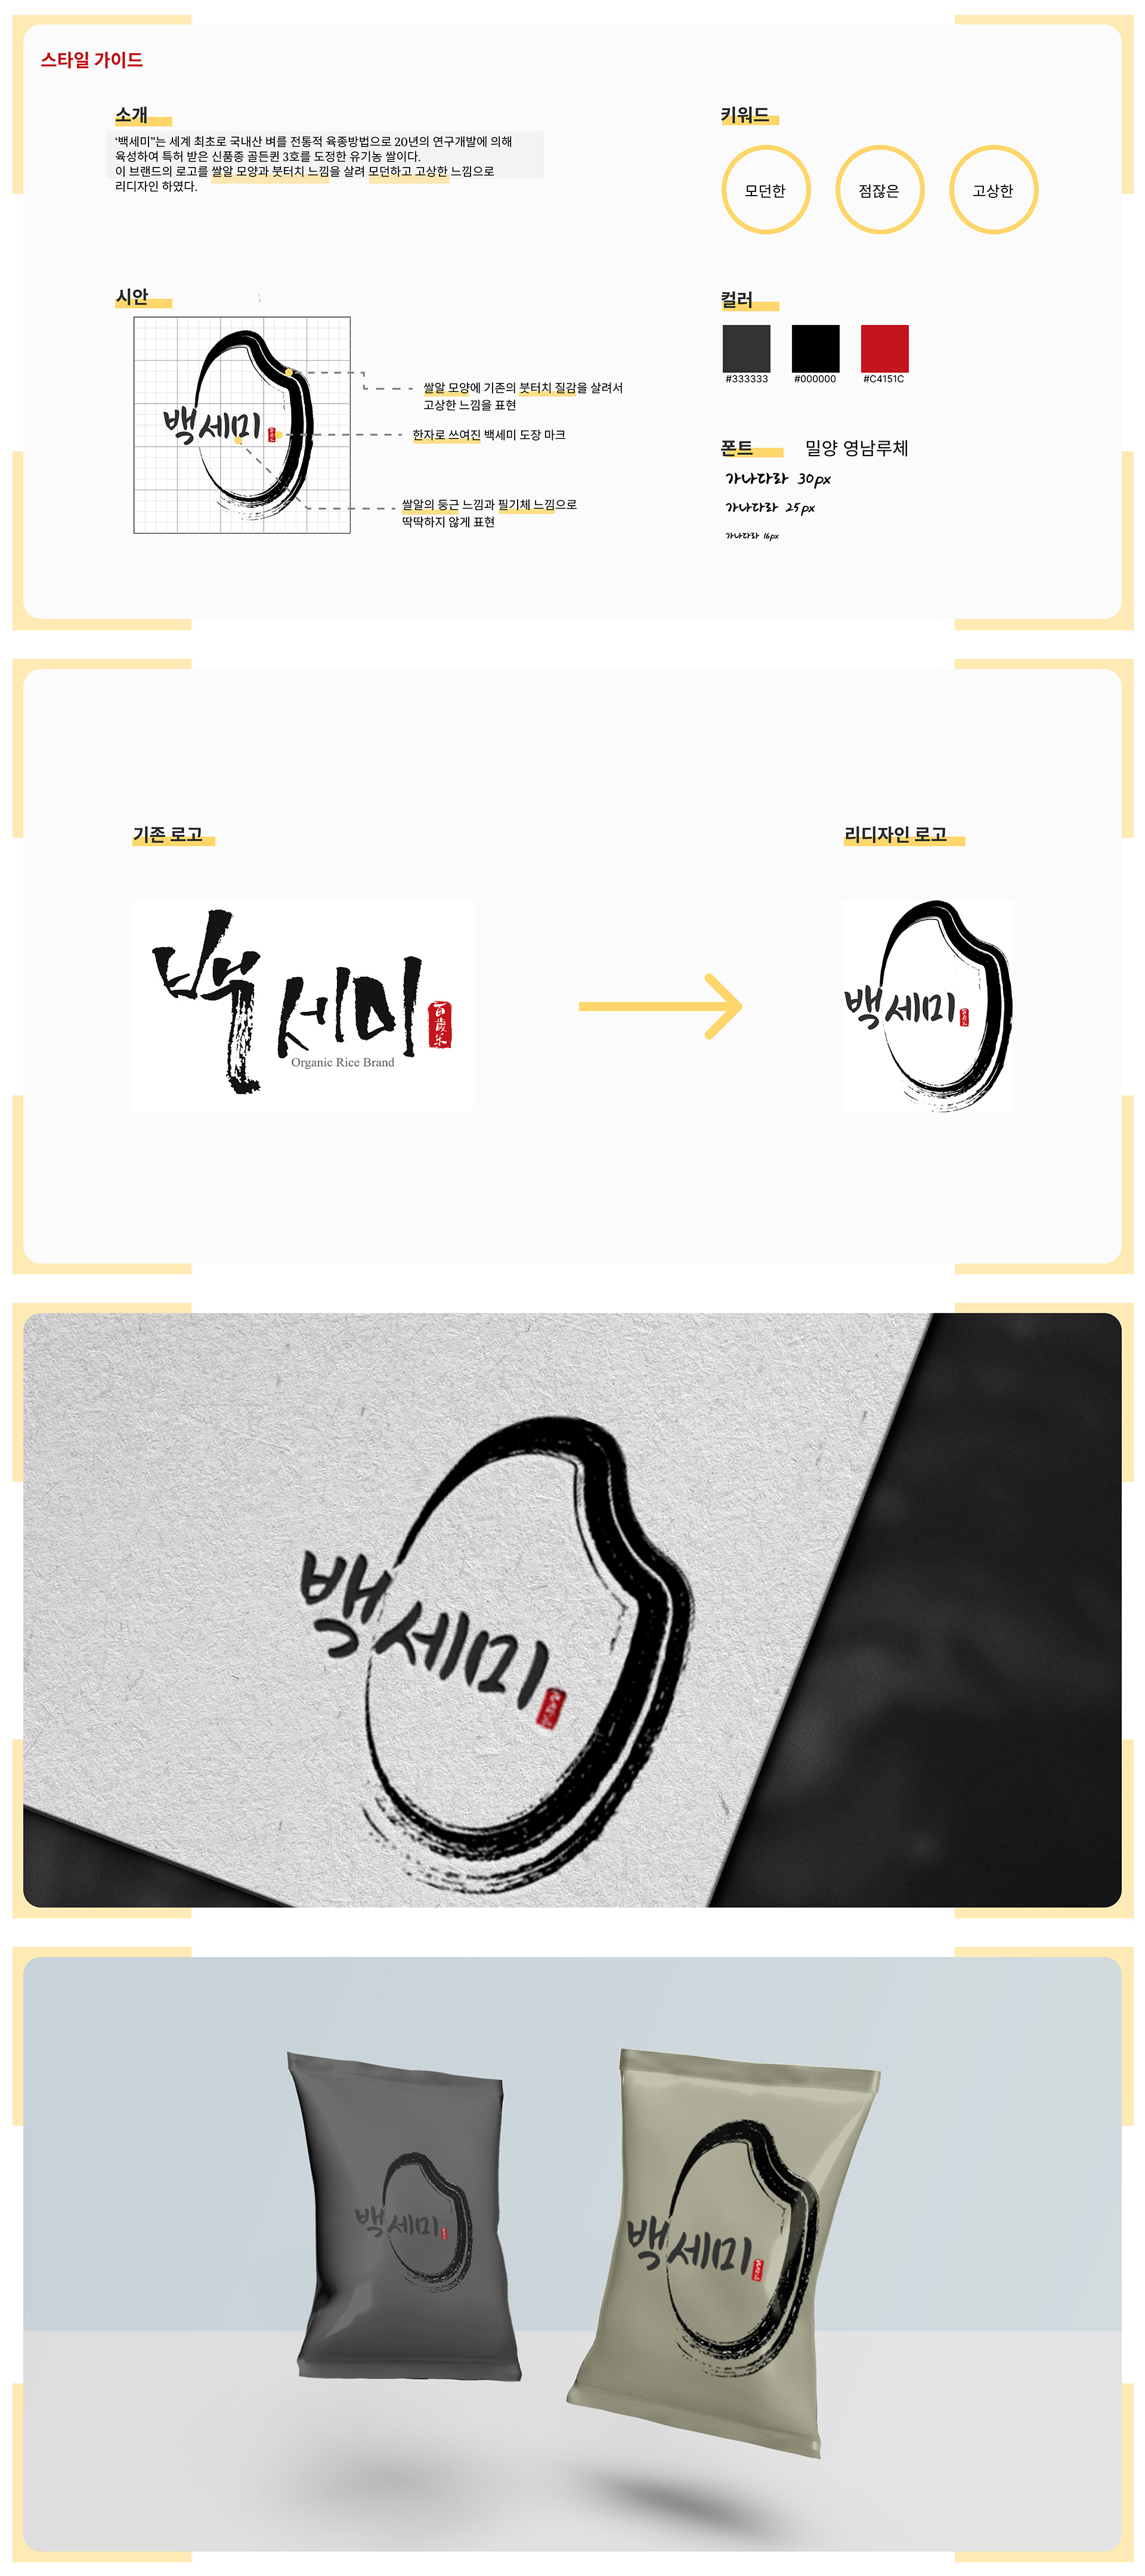 스타일 가이드
소개
‘백세미”는 세계 최초로 국내산 벼를 전통적 육종방법으로 20년의 연구개발에 의해
육성하여 특허 받은 신품종 골든퀸 3호를 도정한 유기농 쌀이다.
이 브랜드의 로고를 쌀알 모양과 붓터치 느낌을 살려 모던하고 고상한 느낌으로
리디자인 하였다.
키워드
모던한
점잖은
고상한
시안
백세미
쌀알 모양에 기존의 붓터치 질감을 살려서
고상한 느낌을 표현
한자로 쓰여진 백세미 도장 마크
쌀알의 둥근 느낌과 필기체 느낌으로
딱딱하지 않게 표현
컬러
#333333
#000000
#C4151C
폰트
밀양 영남루체
가나다라 30px
가나다라 25px
가나다라 16px
기존 로고
리디자인 로고
백세미
百歲米
Organic Rice Brand
백세미
백세미
백세미
백세미